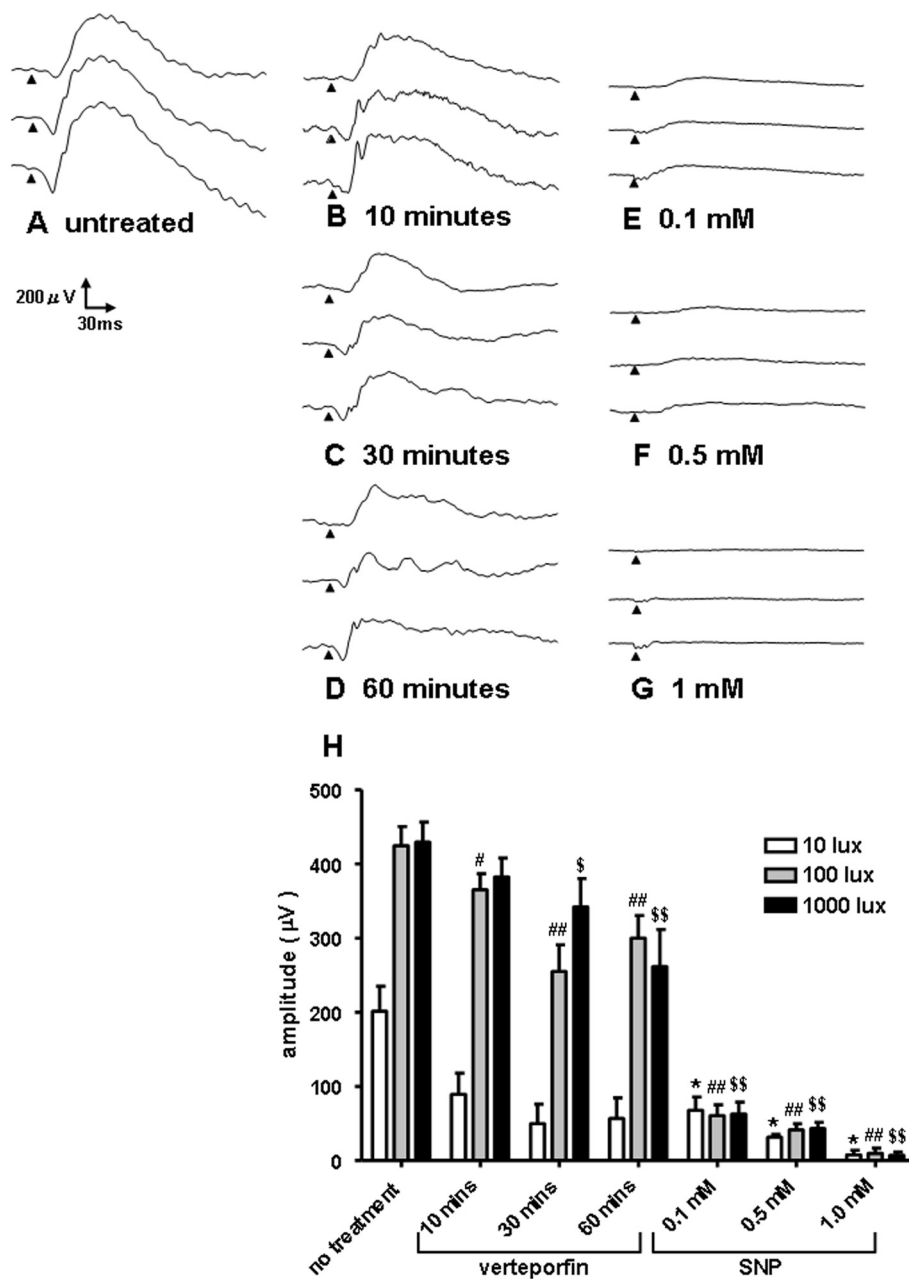 A untreated
B 10 minutes
E 0.1 mM
200 μV
30ms
C 30 minutes
F 0.5 mM
D 60 minutes
G 1 mM
H
500
400
300
200
100
0
amplitude (μV)
10 lux
100 lux
1000 lux
#
##
$
##
$$
* ## $$
* ## $$
* ## $$
no treatment
10 mins
30 mins
60 mins
0.1 mM
0.5 mM
1.0 mM
verteporfin
SNP